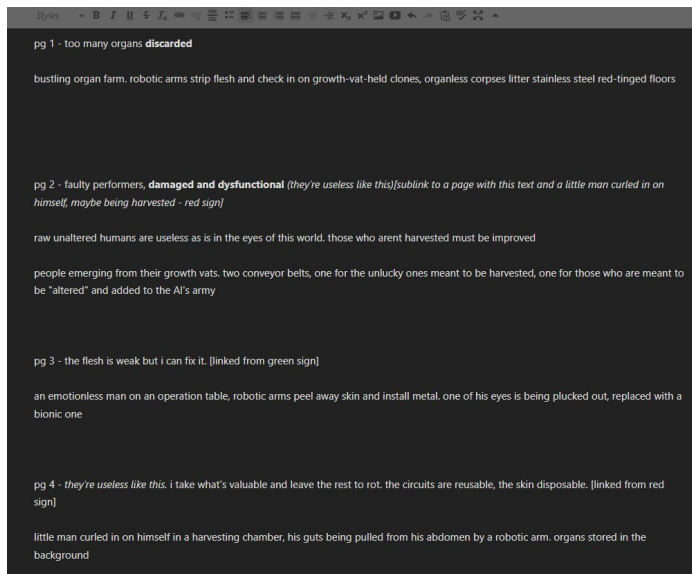 Styles
B I U S Tx
X₂ x²
pg 1 - too many organs discarded
bustling organ farm. robotic arms strip flesh and check in on growth-vat-held clones, organless corpses litter stainless steel red-tinged floors
pg 2 - faulty performers, damaged and dysfunctional (they're useless like this)[sublink to a page with this text and a little man curled in on
himself, maybe being harvested - red sign]
raw unaltered humans are useless as is in the eyes of this world. those who arent harvested must be improved
people emerging from their growth vats. two conveyor belts, one for the unlucky ones meant to be harvested, one for those who are meant to
be "altered" and added to the AI's army
pg 3 - the flesh is weak but i can fix it. [linked from green sign]
an emotionless man on an operation table, robotic arms peel away skin and install metal. one of his eyes is being plucked out, replaced with a
bionic one
pg 4 - they're useless like this. i take what's valuable and leave the rest to rot. the circuits are reusable, the skin disposable. [linked from red
sign]
little man curled in on himself in a harvesting chamber, his guts being pulled from his abdomen by a robotic arm. organs stored in the
background